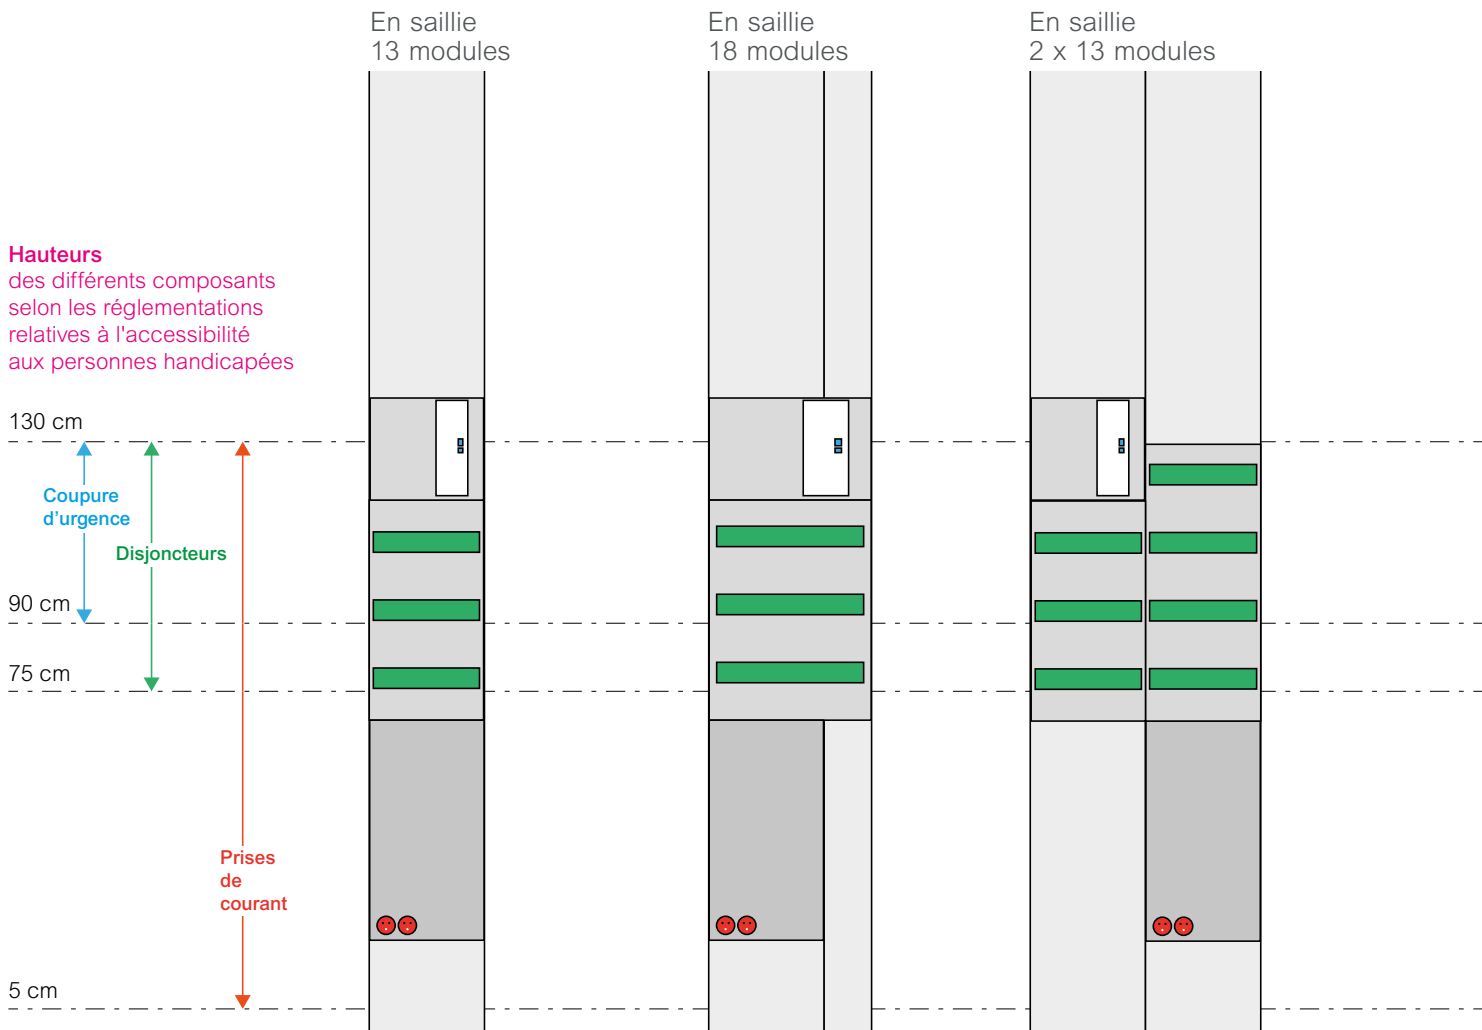 En saillie
13 modules
En saillie
18 modules
En saillie
2 x 13 modules
Hauteurs
des différents composants
selon les réglementations
relatives à l'accessibilité
aux personnes handicapées
130 cm
Coupure
d'urgence
Disjoncteurs
90 cm
75 cm
Prises
de
courant
5 cm